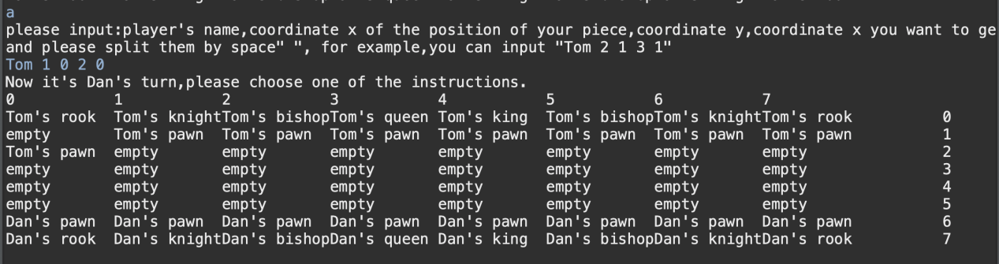 a
please input:player's name,coordinate x of the position of your piece,coordinate y,coordinate x you want to ge
and please split them by space" ", for example,you can input "Tom 2 1 3 1"
Tom 1 0 2 0
Now it's Dan's turn,please choose one of the instructions.
0 1 2 3 4 5 6 7
Tom's rook Tom's knightTom's bishopTom's queen Tom's king Tom's bishopTom's knightTom's rook 0
empty Tom's pawn Tom's pawn Tom's pawn Tom's pawn Tom's pawn Tom's pawn Tom's pawn 1
Tom's pawn empty empty empty empty empty empty empty 2
empty empty empty empty empty empty empty empty 3
empty empty empty empty empty empty empty empty 4
empty empty empty empty empty empty empty empty 5
Dan's pawn Dan's pawn Dan's pawn Dan's pawn Dan's pawn Dan's pawn Dan's pawn Dan's pawn 6
Dan's rook Dan's knightDan's bishopDan's queen Dan's king Dan's bishopDan's knightDan's rook 7